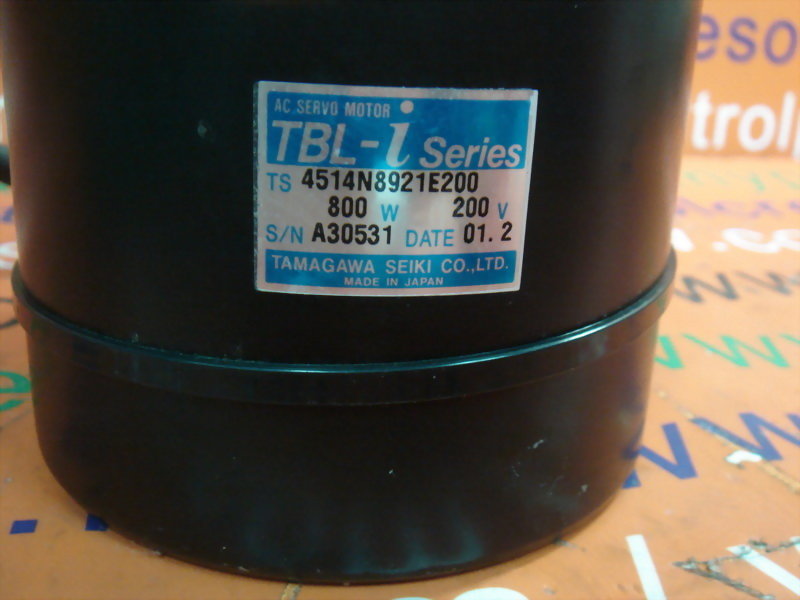 AC SERVO MOTOR
TBL-i Series
TS 4514N8921E200
800 W 200 V
S/N A30531 DATE 01.2
TAMAGAWA SEIKI CO.,LTD.
MADE IN JAPAN